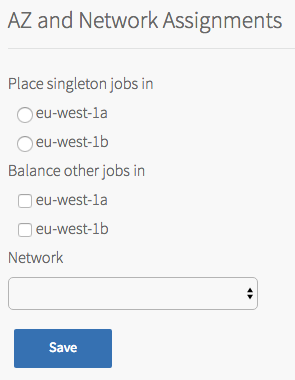 AZ and Network Assignments
Place singleton jobs in
eu-west-1a
eu-west-1b
Balance other jobs in
eu-west-1a
eu-west-1b
Network
Save